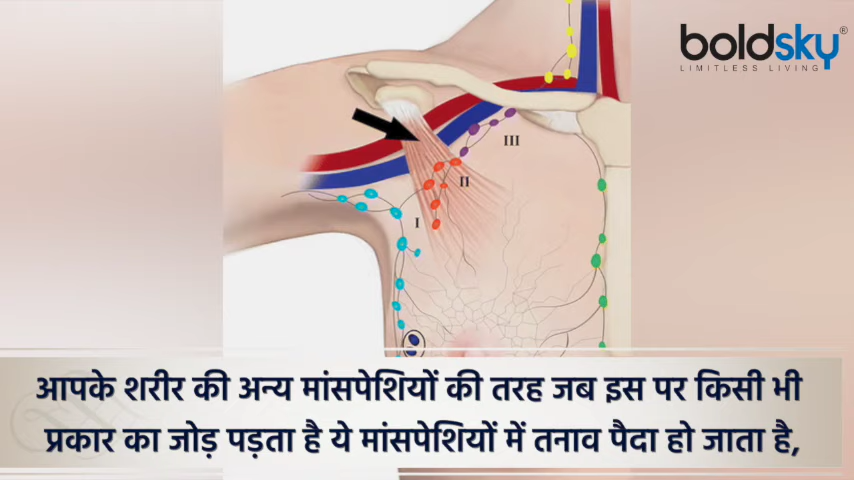 boldsky®
LIMITLESS LIVING
III
II
I
आपके शरीर की अन्य मांसपेशियों की तरह जब इस पर किसी भी
प्रकार का जोड़ पड़ता है ये मांसपेशियों में तनाव पैदा हो जाता है,